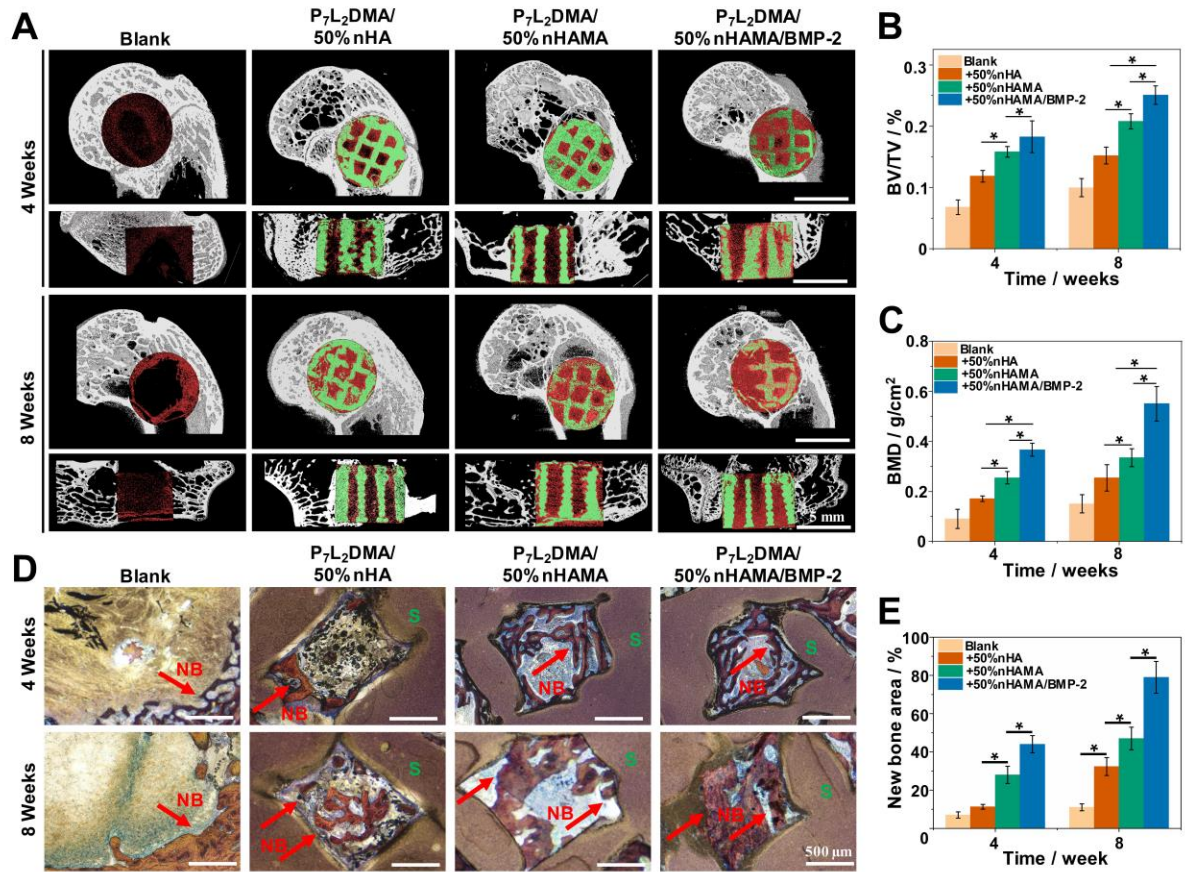 A
Blank
P₇L₂DMA/
50% nHA
P₇L₂DMA/
50% nHAMA
P₇L₂DMA/
50% nHAMA/BMP-2
4 Weeks
8 Weeks
5 mm
B
Blank
+50%nHA
+50%nHAMA
+50%nHAMA/BMP-2
* * * * *
BV/TV / %
0.3
0.2
0.1
0
4 8
Time / weeks
C
Blank
+50%nHA
+50%nHAMA
+50%nHAMA/BMP-2
* * * * * *
BMD / g/cm²
0.8
0.6
0.4
0.2
0
4 8
Time / weeks
D
Blank
P₇L₂DMA/
50% nHA
P₇L₂DMA/
50% nHAMA
P₇L₂DMA/
50% nHAMA/BMP-2
4 Weeks
NB
S
NB
S
NB
S
NB
8 Weeks
NB
S
NB
S
NB
S
NB
500 μm
E
Blank
+50%nHA
+50%nHAMA
+50%nHAMA/BMP-2
* * * * *
New bone area / %
100
80
60
40
20
0
4 8
Time / weeks